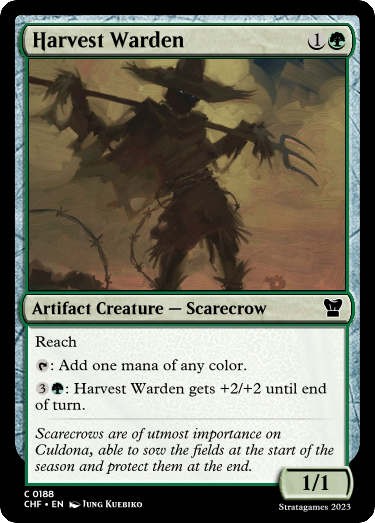 Harvest Warden 1
Artifact Creature — Scarecrow
Reach
: Add one mana of any color.
3 : Harvest Warden gets +2/+2 until end
of turn.
Scarecrows are of utmost importance on
Culdona, able to sow the fields at the start of the
season and protect them at the end.
1/1
C 0188
CHF • EN Jung Kuebiko
Stratagames 2023